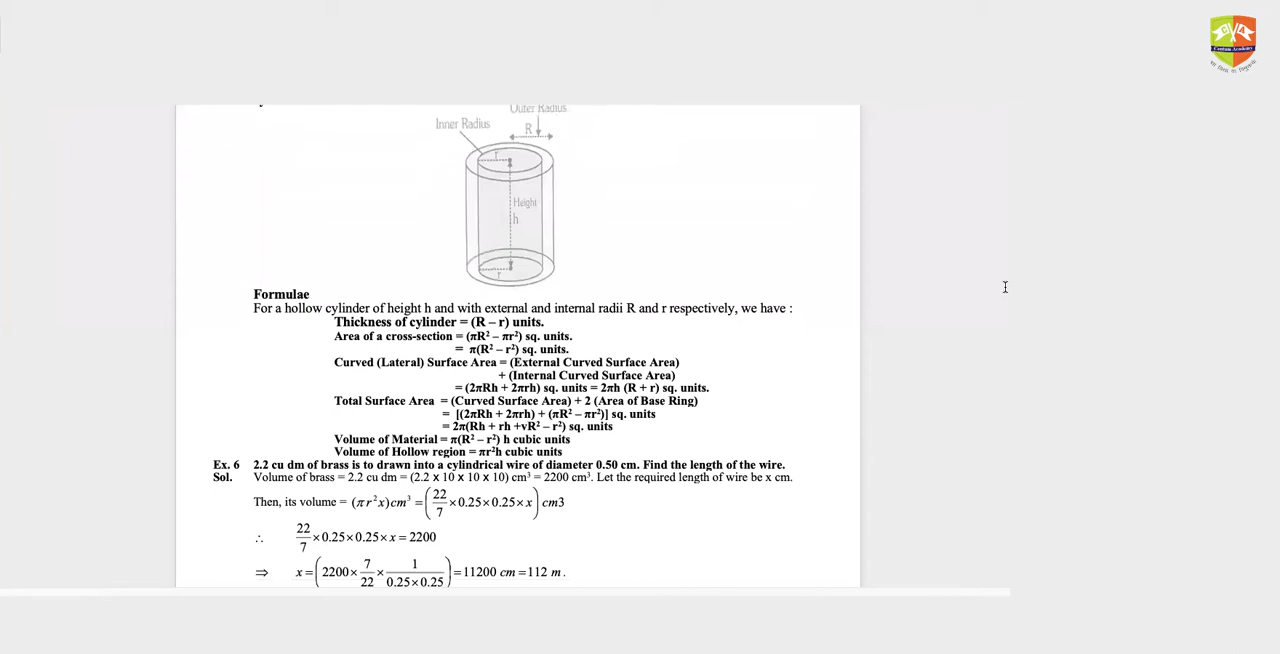 Centum Academy
Outer Radius
Inner Radius
R
r
Height
h
r
Formulae
For a hollow cylinder of height h and with external and internal radii R and r respectively, we have :
Thickness of cylinder = (R – r) units.
Area of a cross-section = (πR² – πr²) sq. units.
= π(R² – r²) sq. units.
Curved (Lateral) Surface Area = (External Curved Surface Area)
+ (Internal Curved Surface Area)
= (2πRh + 2πrh) sq. units = 2πh (R + r) sq. units.
Total Surface Area = (Curved Surface Area) + 2 (Area of Base Ring)
= [(2πRh + 2πrh) + (πR² – πr²)] sq. units
= 2π(Rh + rh +vR² – r²) sq. units
Volume of Material = π(R² – r²) h cubic units
Volume of Hollow region = πr²h cubic units
Ex. 6 2.2 cu dm of brass is to drawn into a cylindrical wire of diameter 0.50 cm. Find the length of the wire.
Sol. Volume of brass = 2.2 cu dm = (2.2 x 10 x 10 x 10) cm³ = 2200 cm³. Let the required length of wire be x cm.
Then, its volume = (πr²x)cm³ = (22/7 × 0.25 × 0.25 × x) cm3
∴ 22/7 × 0.25 × 0.25 × x = 2200
⇒ x = (2200 × 7/22 × 1/(0.25 × 0.25)) = 11200 cm = 112 m.